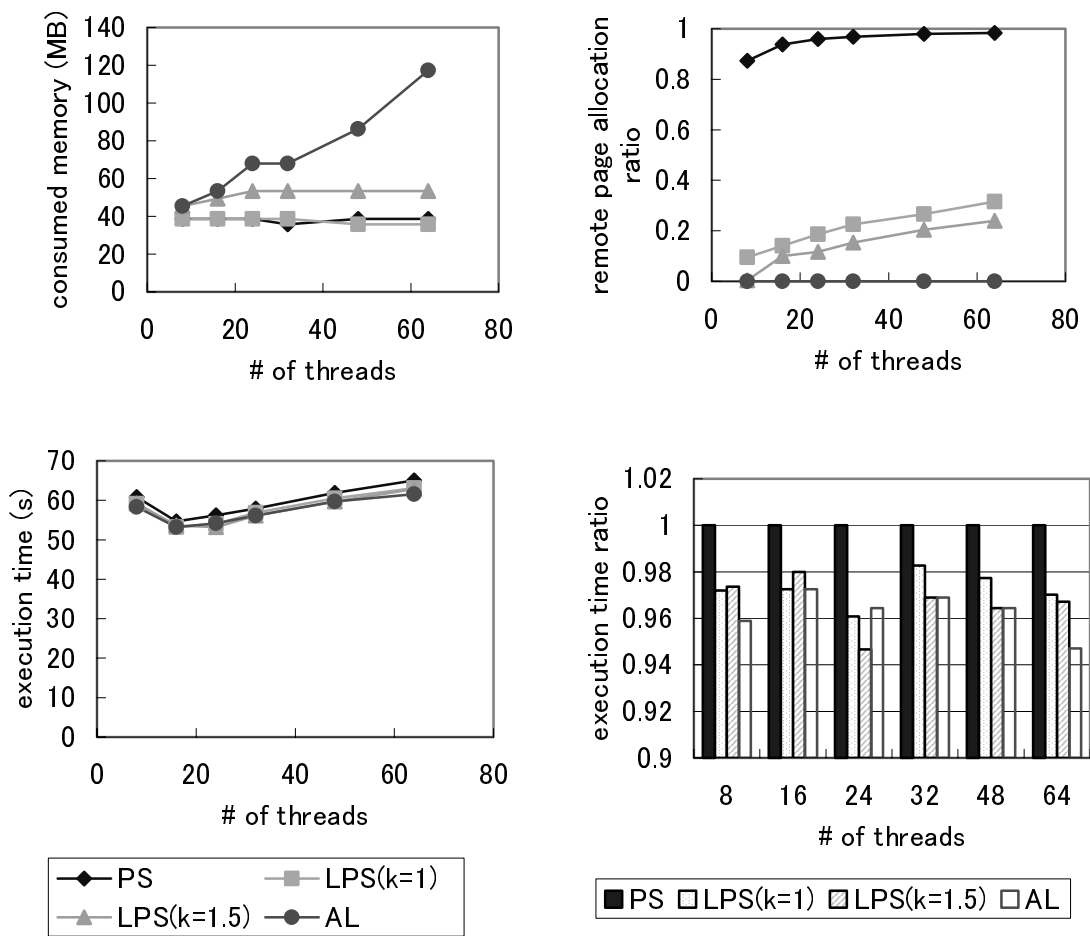 consumed memory (MB)
140
120
100
80
60
40
20
0
0 20 40 60 80
# of threads
remote page allocation
ratio
1
0.8
0.6
0.4
0.2
0
0 20 40 60 80
# of threads
execution time (s)
70
60
50
40
30
20
10
0
0 20 40 60 80
# of threads
execution time ratio
1.02
1
0.98
0.96
0.94
0.92
0.9
8 16 24 32 48 64
# of threads
PS LPS(k=1)
LPS(k=1.5) AL
PS LPS(k=1) LPS(k=1.5) AL